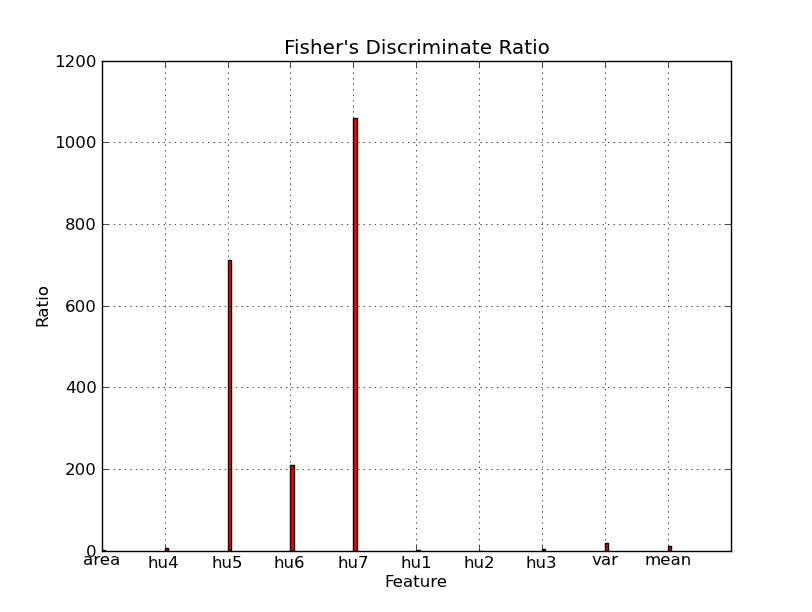 Fisher's Discriminate Ratio
1200
1000
800
600
400
200
0
Ratio
area hu4 hu5 hu6 hu7 hu1 hu2 hu3 var mean
Feature